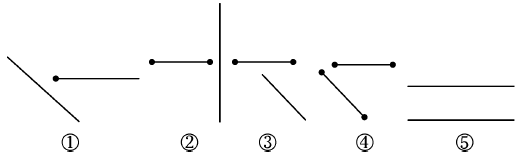 ① ② ③ ④ ⑤